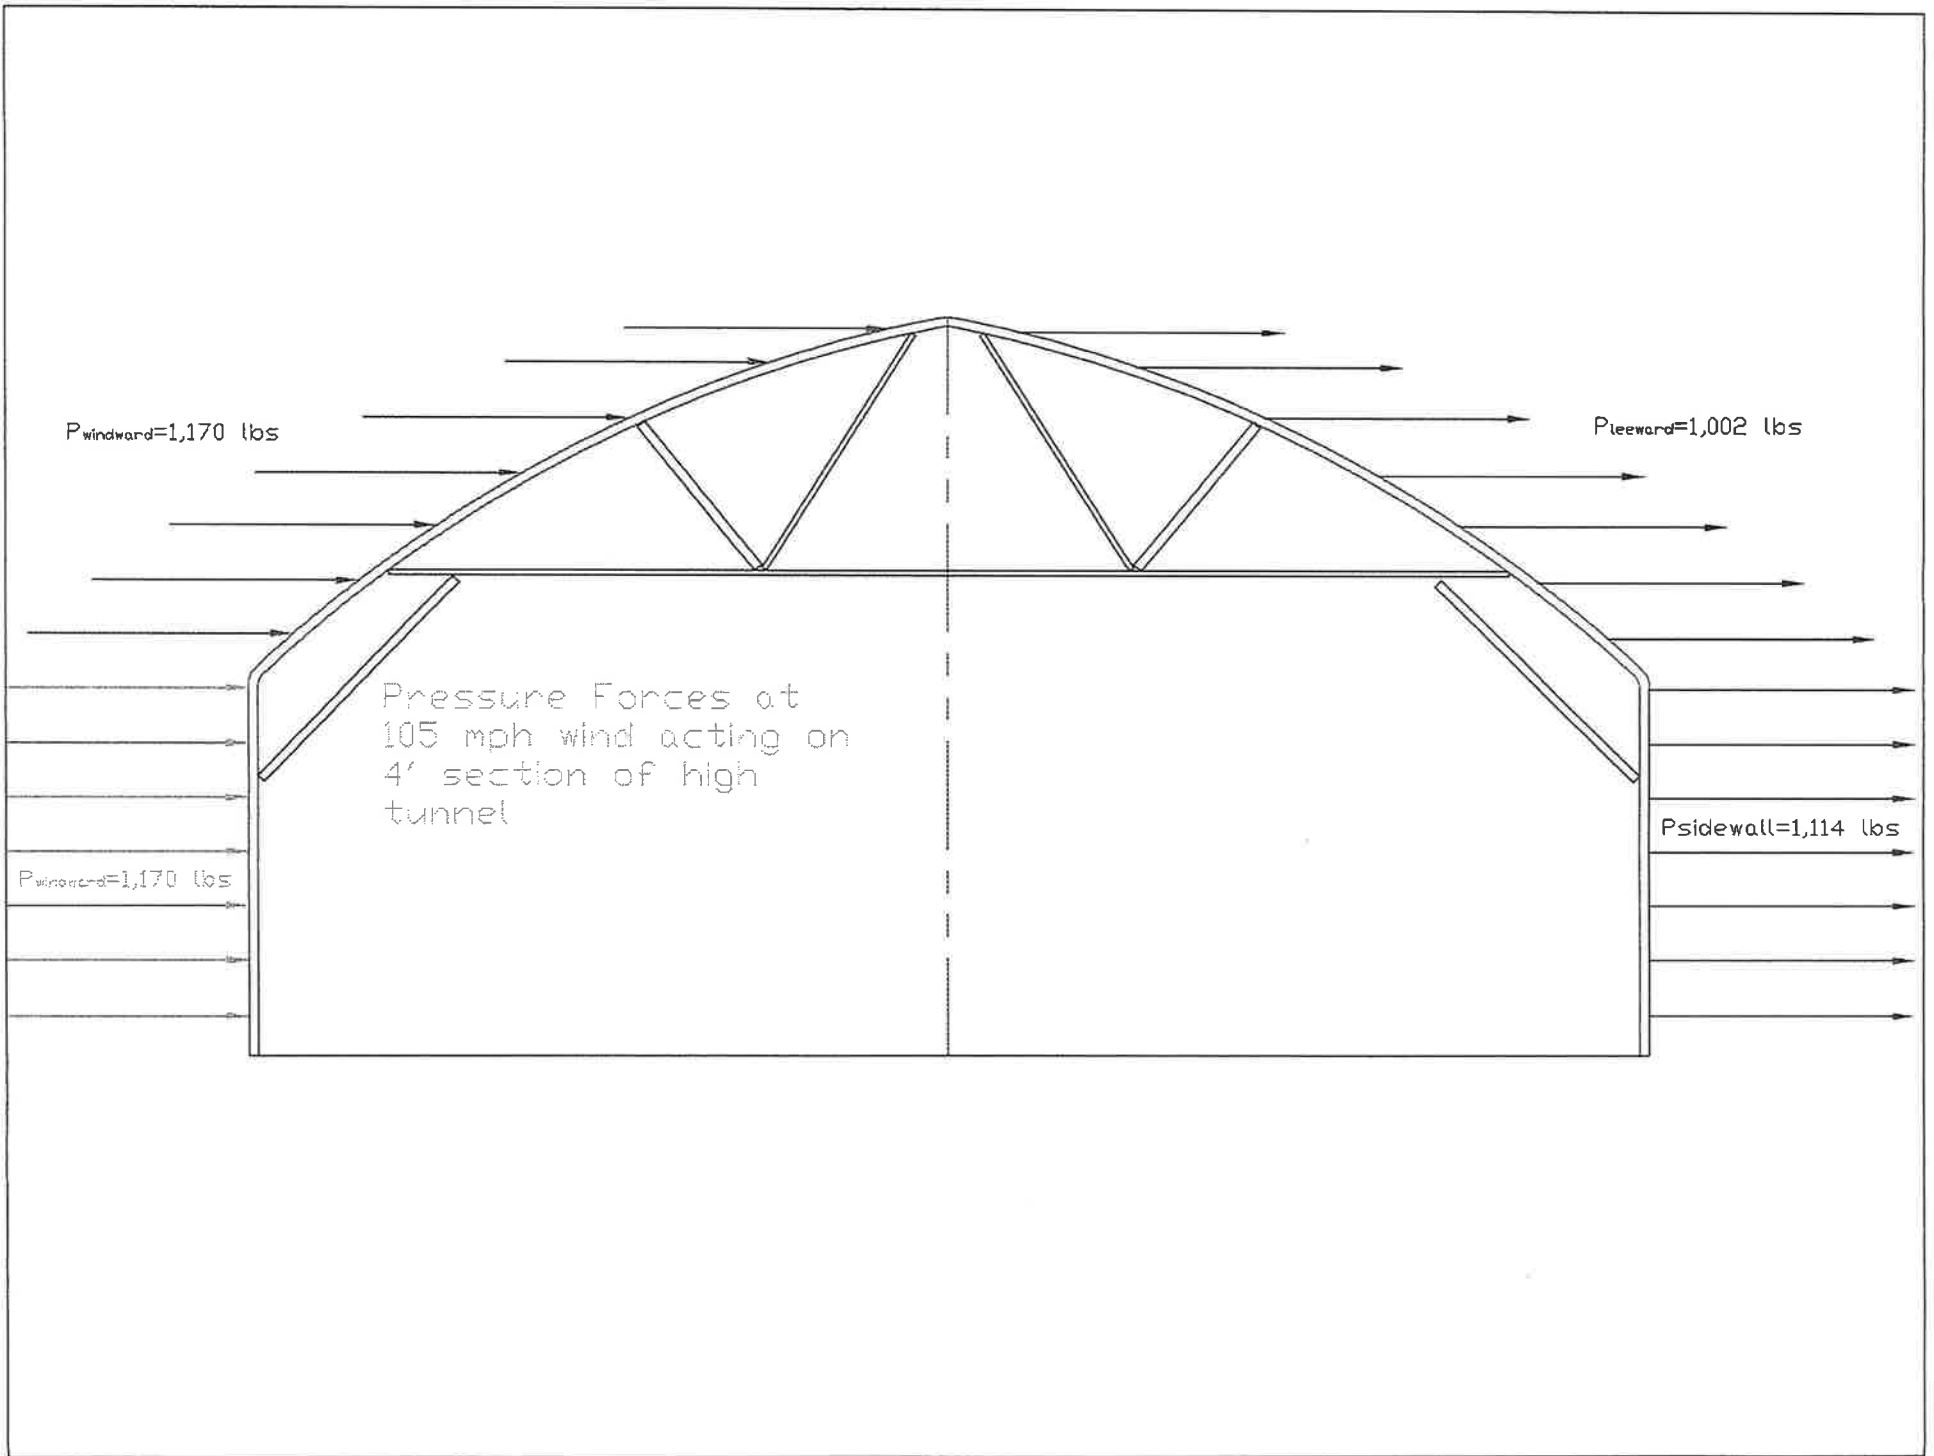 Pwindward=1,170 lbs
Pleeward=1,002 lbs
Pressure Forces at
105 mph wind acting on
4' section of high
tunnel
Psidewall=1,114 lbs
Pwindward=1,170 lbs